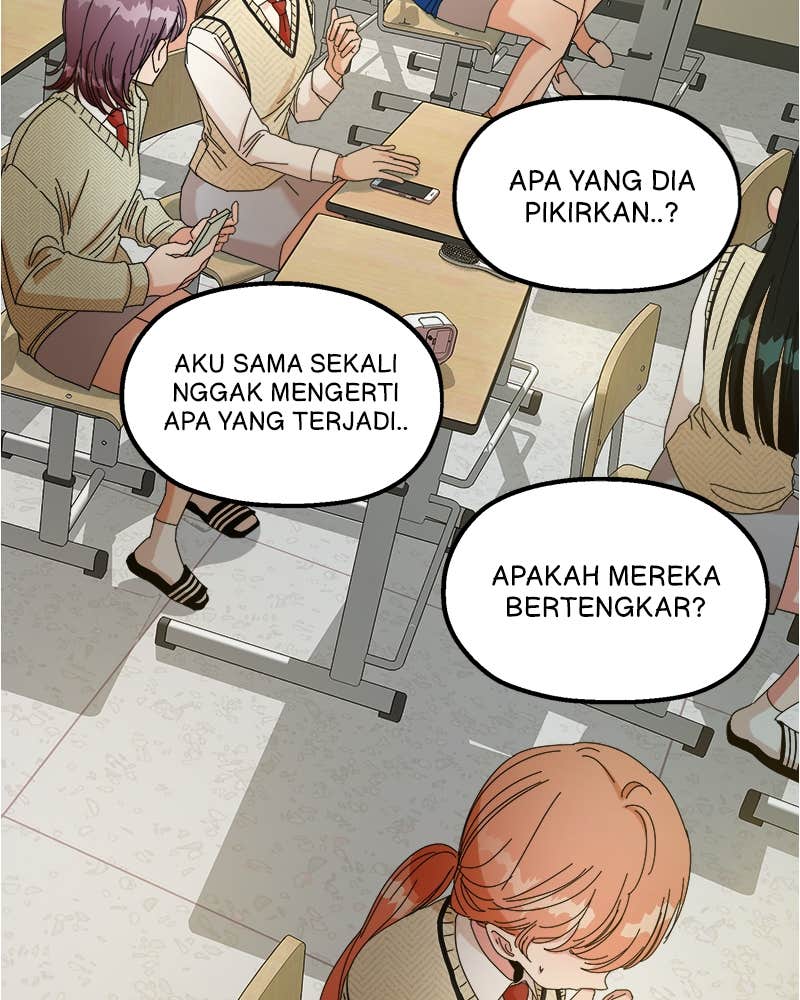 APA YANG DIA
PIKIRKAN..?
AKU SAMA SEKALI
NGGAK MENGERTI
APA YANG TERJADI..
APAKAH MEREKA
BERTENGKAR?